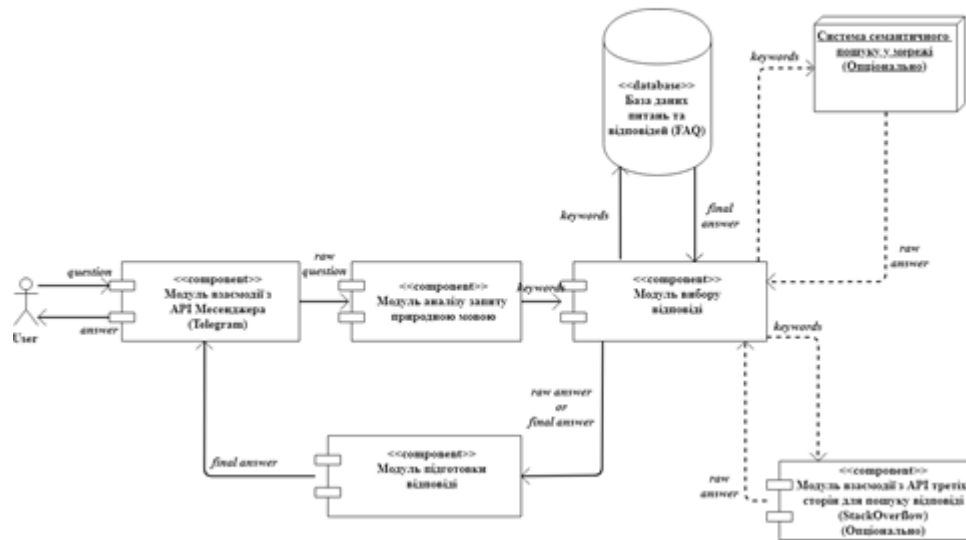 <<database>>
База даних
питань та
відповідей (FAQ)
Система семантичного
пошуку у мережі
(Опціонально)
keywords
keywords
final
answer
raw
answer
question
answer
User
<<component>>
Модуль взаємодії з
АРІ Месенджера
(Telegram)
raw
question
<<component>>
Модуль аналізу запиту
природною мовою
keywords
<<component>>
Модуль вибору
відповіді
keywords
raw answer
or
final answer
final answer
<<component>>
Модуль підготовки
відповіді
raw
answer
<<component>>
Модуль взаємодії з АРІ третіх
сторін для пошуку відповіді
(StackOverflow)
(Опціонально)